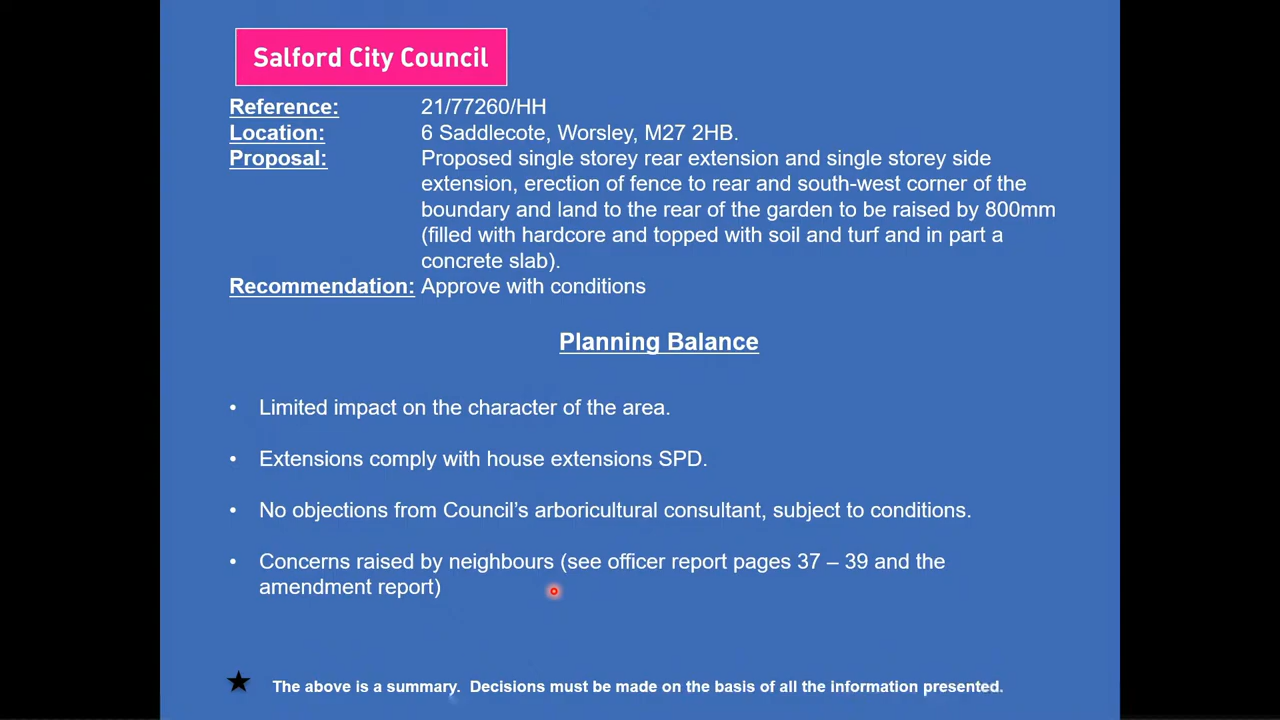 Salford City Council
Reference: 21/77260/HH
Location: 6 Saddlecote, Worsley, M27 2HB.
Proposal: Proposed single storey rear extension and single storey side
extension, erection of fence to rear and south-west corner of the
boundary and land to the rear of the garden to be raised by 800mm
(filled with hardcore and topped with soil and turf and in part a
concrete slab).
Recommendation: Approve with conditions
Planning Balance
• Limited impact on the character of the area.
• Extensions comply with house extensions SPD.
• No objections from Council's arboricultural consultant, subject to conditions.
• Concerns raised by neighbours (see officer report pages 37 – 39 and the
amendment report)
The above is a summary. Decisions must be made on the basis of all the information presented.